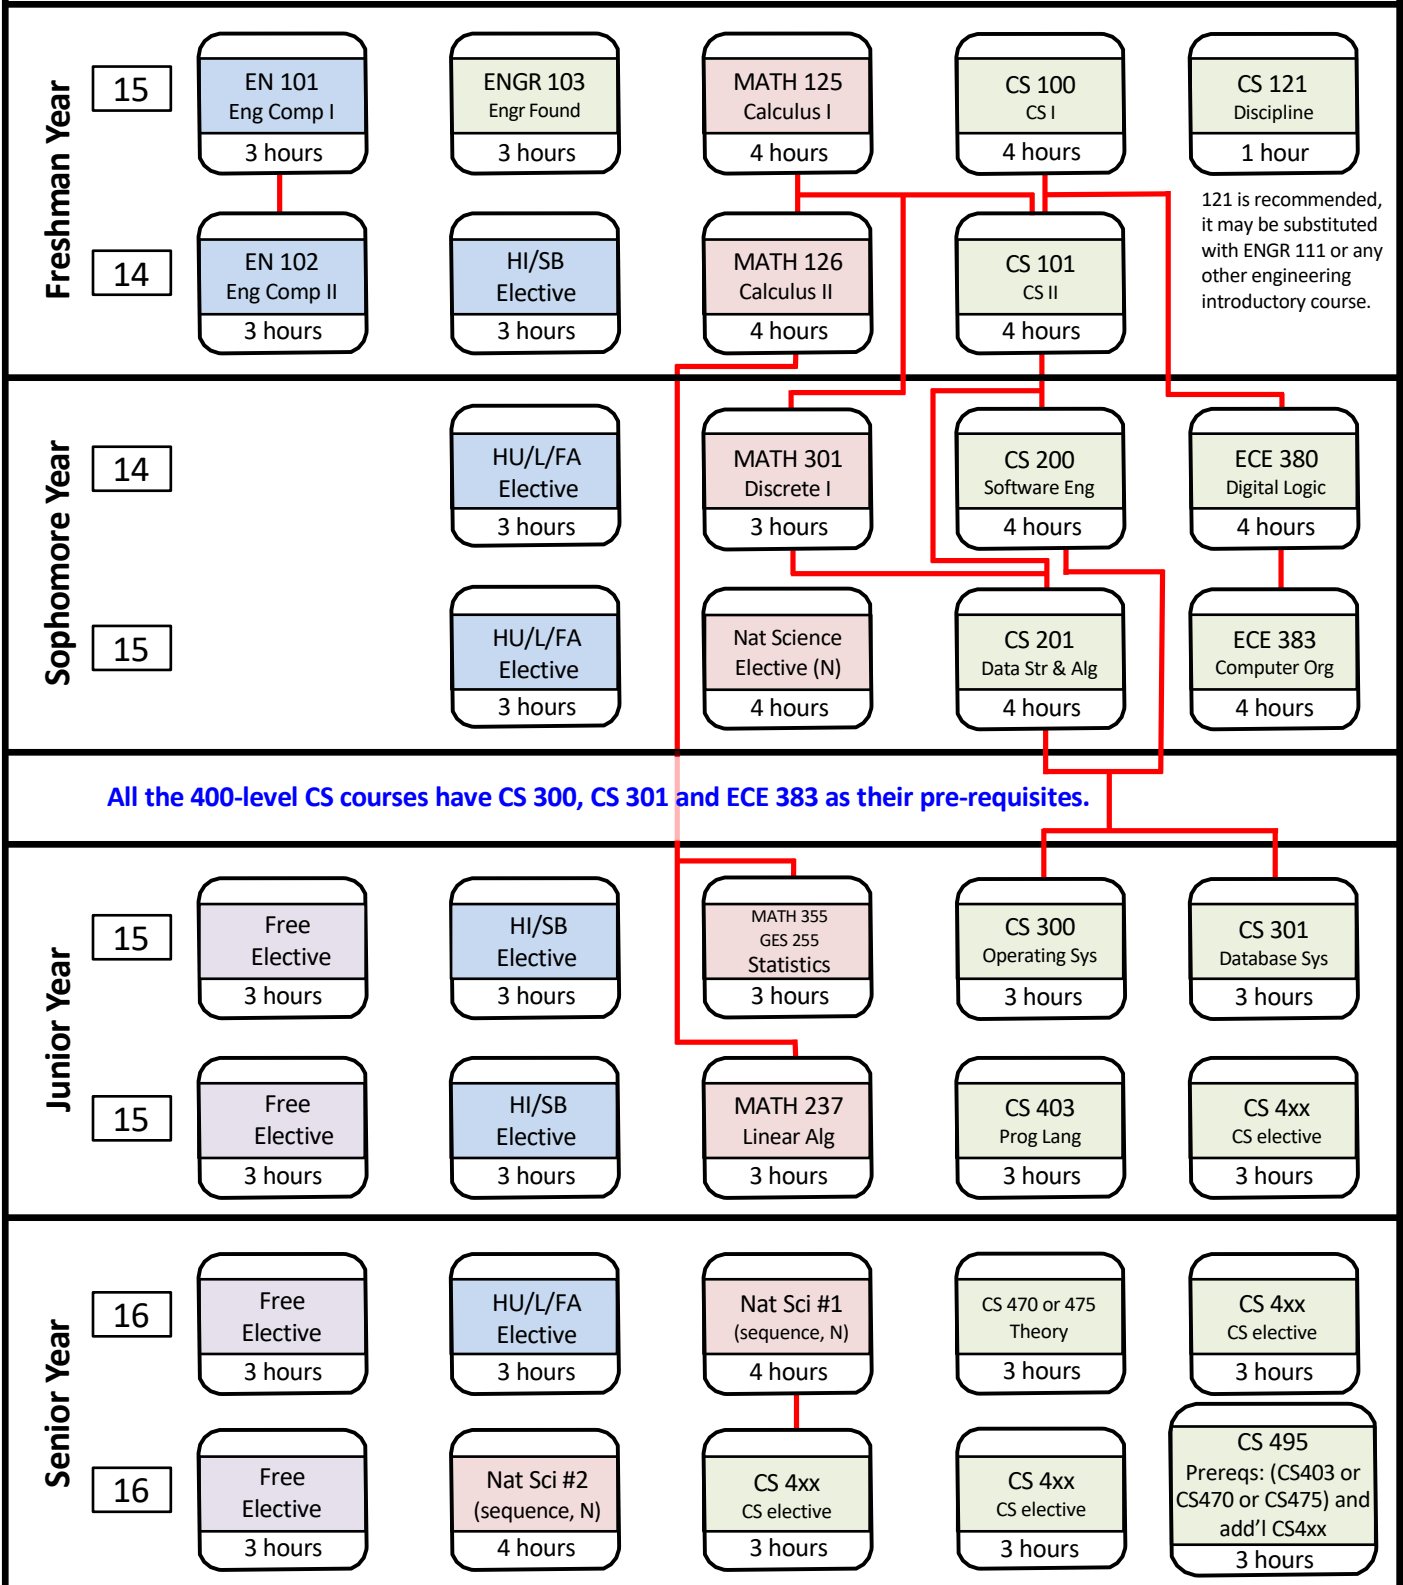 Freshman Year
15
EN 101
Eng Comp I
3 hours
ENGR 103
Engr Found
3 hours
MATH 125
Calculus I
4 hours
CS 100
CS I
4 hours
CS 121
Discipline
1 hour
121 is recommended,
it may be substituted
with ENGR 111 or any
other engineering
introductory course.
14
EN 102
Eng Comp II
3 hours
HI/SB
Elective
3 hours
MATH 126
Calculus II
4 hours
CS 101
CS II
4 hours
Sophomore Year
14
HU/L/FA
Elective
3 hours
MATH 301
Discrete I
3 hours
CS 200
Software Eng
4 hours
ECE 380
Digital Logic
4 hours
15
HU/L/FA
Elective
3 hours
Nat Science
Elective (N)
4 hours
CS 201
Data Str & Alg
4 hours
ECE 383
Computer Org
4 hours
All the 400-level CS courses have CS 300, CS 301 and ECE 383 as their pre-requisites.
Junior Year
15
Free
Elective
3 hours
HI/SB
Elective
3 hours
MATH 355
GES 255
Statistics
3 hours
CS 300
Operating Sys
3 hours
CS 301
Database Sys
3 hours
15
Free
Elective
3 hours
HI/SB
Elective
3 hours
MATH 237
Linear Alg
3 hours
CS 403
Prog Lang
3 hours
CS 4xx
CS elective
3 hours
Senior Year
16
Free
Elective
3 hours
HU/L/FA
Elective
3 hours
Nat Sci #1
(sequence, N)
4 hours
CS 470 or 475
Theory
3 hours
CS 4xx
CS elective
3 hours
16
Free
Elective
3 hours
Nat Sci #2
(sequence, N)
4 hours
CS 4xx
CS elective
3 hours
CS 4xx
CS elective
3 hours
CS 495
Prereqs: (CS403 or
CS470 or CS475) and
add’l CS4xx
3 hours